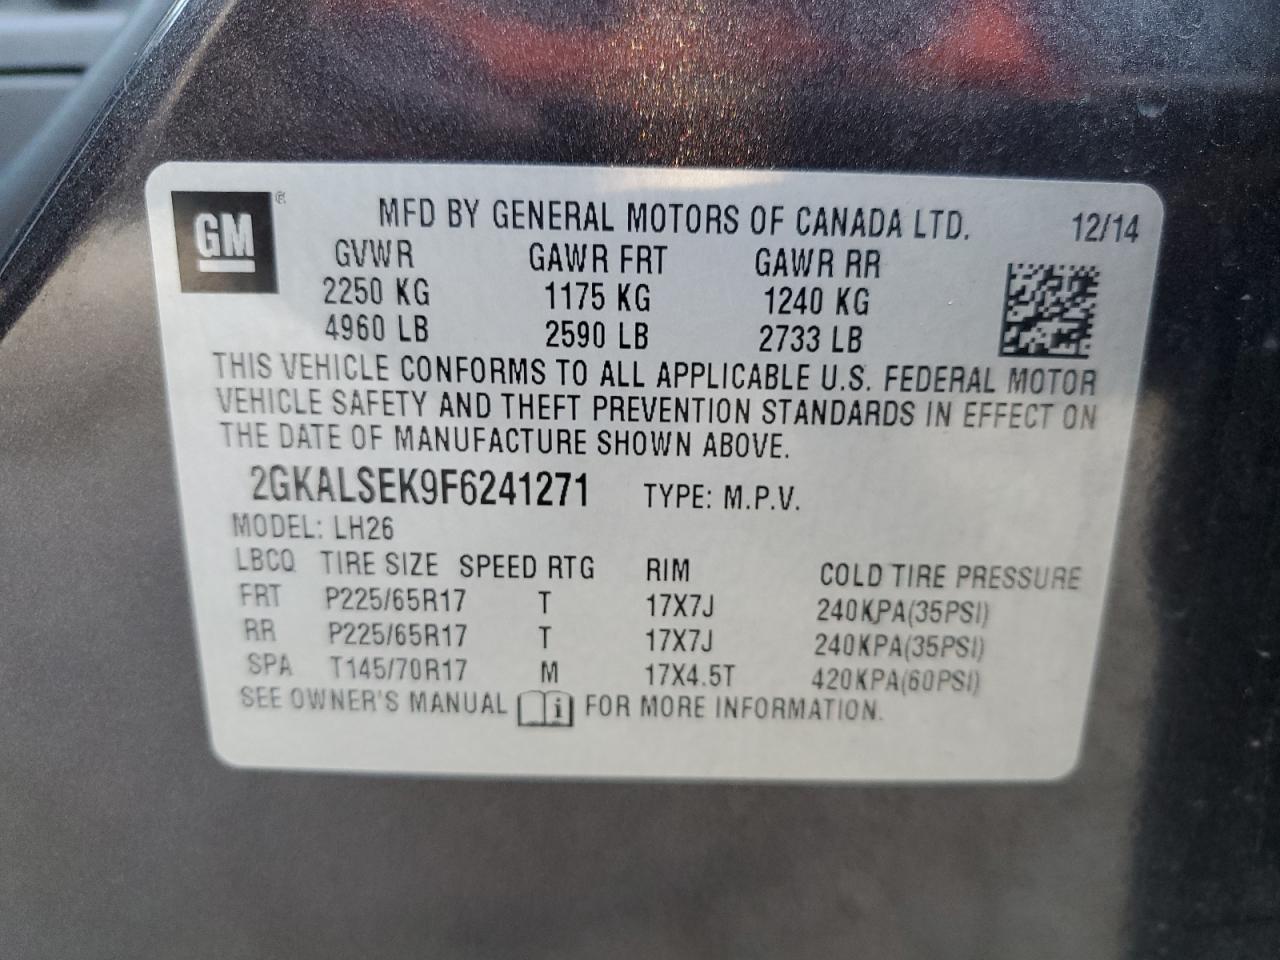 GM ®
MFD BY GENERAL MOTORS OF CANADA LTD. 12/14
GVWR GAWR FRT GAWR RR
2250 KG 1175 KG 1240 KG
4960 LB 2590 LB 2733 LB
THIS VEHICLE CONFORMS TO ALL APPLICABLE U.S. FEDERAL MOTOR
VEHICLE SAFETY AND THEFT PREVENTION STANDARDS IN EFFECT ON
THE DATE OF MANUFACTURE SHOWN ABOVE.
2GKALSEK9F6241271 TYPE: M.P.V.
MODEL: LH26
LBCQ TIRE SIZE SPEED RTG RIM COLD TIRE PRESSURE
FRT P225/65R17 T 17X7J 240KPA(35PSI)
RR P225/65R17 T 17X7J 240KPA(35PSI)
SPA T145/70R17 M 17X4.5T 420KPA(60PSI)
SEE OWNER'S MANUAL i FOR MORE INFORMATION.